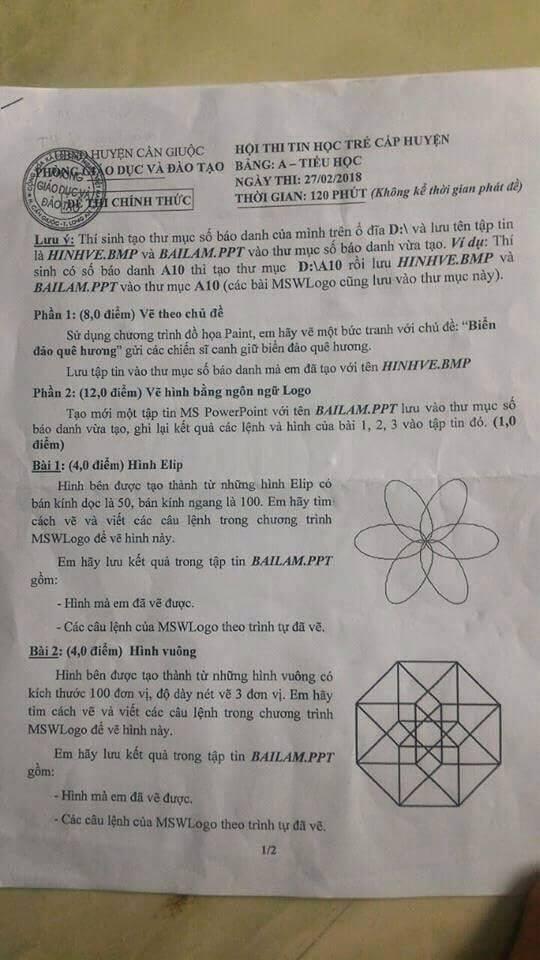 UBND HUYỆN CẦN GIUỘC
PHÒNG GIÁO DỤC VÀ ĐÀO TẠO
ĐỀ THI CHÍNH THỨC
HỘI THI TIN HỌC TRẺ CẤP HUYỆN
BẢNG: A – TIỂU HỌC
NGÀY THI: 27/02/2018
THỜI GIAN: 120 PHÚT (Không kể thời gian phát đề)
Lưu ý: Thí sinh tạo thư mục số báo danh của mình trên ổ đĩa D:\ và lưu tên tập tin
là HINHVE.BMP và BAILAM.PPT vào thư mục số báo danh vừa tạo. Ví dụ: Thí
sinh có số báo danh A10 thì tạo thư mục D:\A10 rồi lưu HINHVE.BMP và
BAILAM.PPT vào thư mục A10 (các bài MSWLogo cũng lưu vào thư mục này).
Phần 1: (8,0 điểm) Vẽ theo chủ đề
Sử dụng chương trình đồ họa Paint, em hãy vẽ một bức tranh với chủ đề: “Biển
đảo quê hương” gửi các chiến sĩ canh giữ biển đảo quê hương.
Lưu tập tin vào thư mục số báo danh mà em đã tạo với tên HINHVE.BMP
Phần 2: (12,0 điểm) Vẽ hình bằng ngôn ngữ Logo
Tạo mới một tập tin MS PowerPoint với tên BAILAM.PPT lưu vào thư mục số
báo danh vừa tạo, ghi lại kết quả các lệnh và hình của bài 1, 2, 3 vào tập tin đó. (1,0
điểm)
Bài 1: (4,0 điểm) Hình Elip
Hình bên được tạo thành từ những hình Elip có
bán kính dọc là 50, bán kính ngang là 100. Em hãy tìm
cách vẽ và viết các câu lệnh trong chương trình
MSWLogo để vẽ hình này.
Em hãy lưu kết quả trong tập tin BAILAM.PPT
gồm:
- Hình mà em đã vẽ được.
- Các câu lệnh của MSWLogo theo trình tự đã vẽ.
Bài 2: (4,0 điểm) Hình vuông
Hình bên được tạo thành từ những hình vuông có
kích thước 100 đơn vị, độ dày nét vẽ 3 đơn vị. Em hãy
tìm cách vẽ và viết các câu lệnh trong chương trình
MSWLogo để vẽ hình này.
Em hãy lưu kết quả trong tập tin BAILAM.PPT
gồm:
- Hình mà em đã vẽ được.
- Các câu lệnh của MSWLogo theo trình tự đã vẽ.
1/2